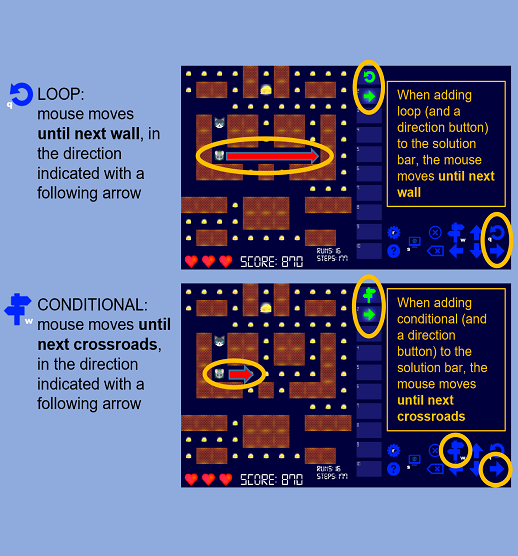 LOOP:
mouse moves
until next wall, in
the direction
indicated with a
following arrow
q
When adding
loop (and a
direction button)
to the solution
bar, the mouse
moves until next
wall
SCORE: 870
RUNS: 16
STEPS: 177
r
s
w
q
?
CONDITIONAL:
mouse moves until
next crossroads,
in the direction
indicated with a
following arrow
w
When adding
conditional (and
a direction
button) to the
solution bar, the
mouse moves
until next
crossroads
SCORE: 870
RUNS: 16
STEPS: 177
r
s
w
q
?